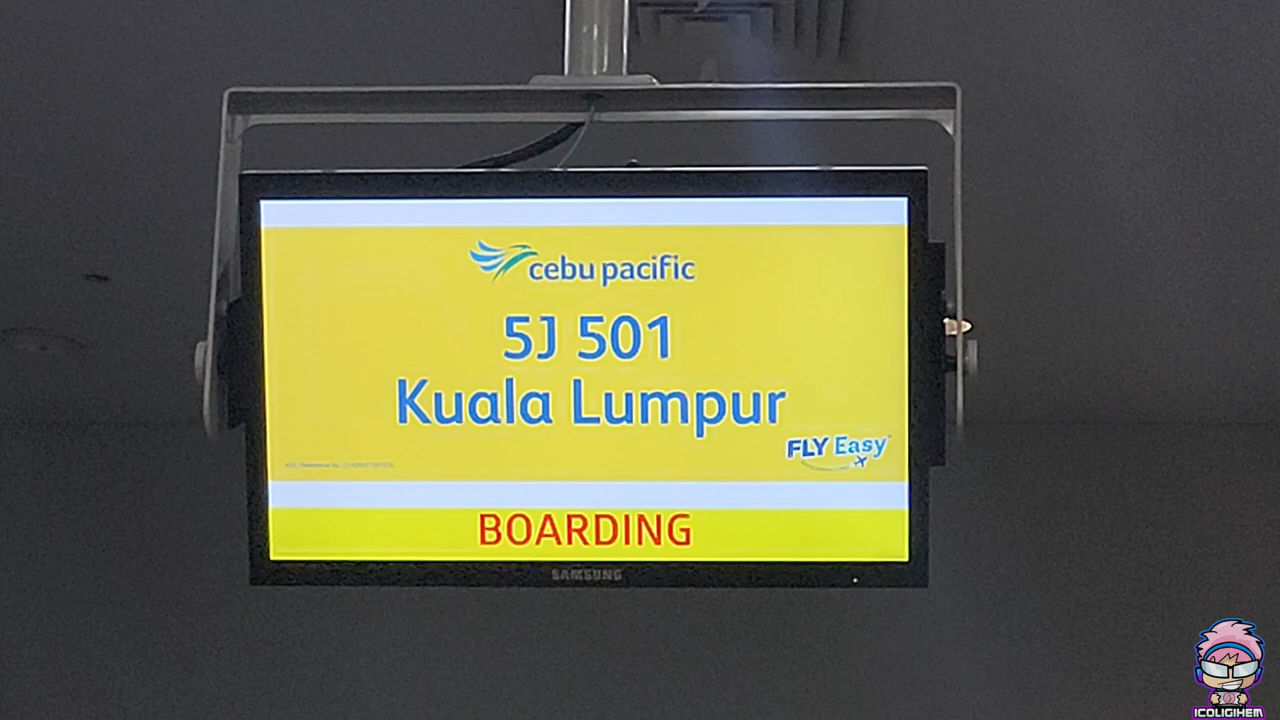 cebu pacific
5J 501
Kuala Lumpur
FLY Easy
BOARDING
SAMSUNG
ICOLIGIHEM